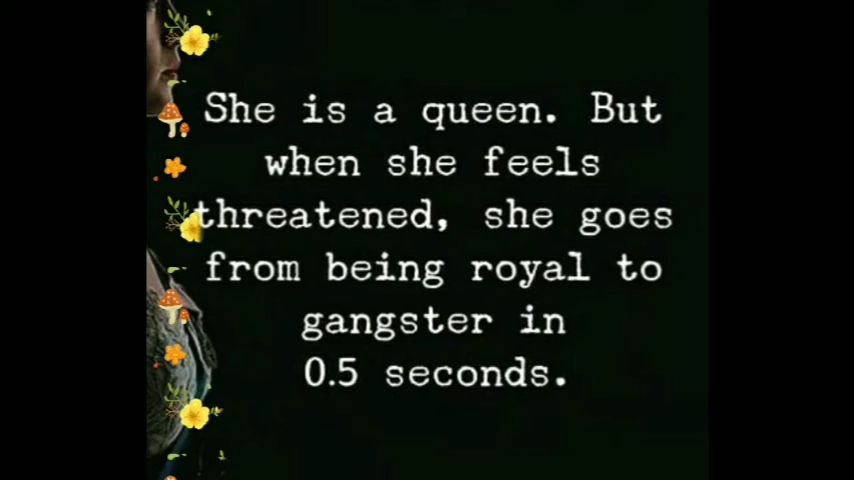 She is a queen. But
when she feels
threatened, she goes
from being royal to
gangster in
0.5 seconds.